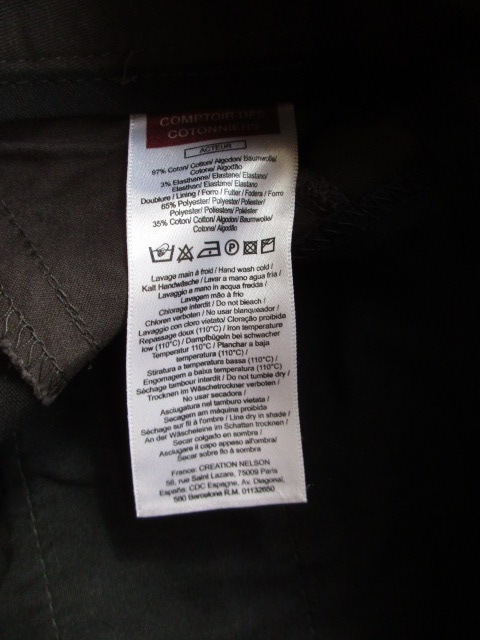 COMPTOIR DES
COTONNIERS
ACTEUR
97% Coton/ Cotton/ Algodon/ Baumwolle/
Cotone/ Algodão
3% Elasthanne/ Elastene/ Elastano/
Elasthan/ Elastane/ Elastano
Doublure / Lining / Forro / Futter / Fodera / Forro
65% Polyester/ Polyester/ Poliester/
Polyester/ Poliestere/ Poliéster
35% Coton/ Cotton/ Algodon/ Baumwolle/
Cotone/ Algodão
P
Lavage main à froid / Hand wash cold /
Kalt Handwäsche / Lavar a mano agua fria /
Lavaggio a mano in acqua fredda /
Lavagem mão à frio
Chlorage interdit / Do not bleach /
Chloren verboten / No usar blanqueador /
Lavaggio con cloro vietato/ Cloração proibida
Repassage doux (110°C) / Iron temperature
low (110°C) / Dampfbügeln bei schwacher
Temperatur 110°C / Planchar a baja
temperatura (110°C) /
Stiratura a temperatura bassa (110°C) /
Engomagem a baixa temperatura (110°C)
Séchage tambour interdit / Do not tumble dry /
Trocknen im Wäschetrockner verboten /
No usar secadora /
Asciugatura nel tamburo vietata /
Secagem am máquina proibida
Séchage sur fil à l'ombre / Line dry in shade /
An der Wäscheleine im Schatten trocknen /
Secar colgado en sombra /
Asciugare il capo appeso all'ombra/
Secar sobre fio à sombra
France: CREATION NELSON
58, rue Saint Lazare, 75009 Paris
España: CDC Espagne, Av. Diagonal,
580 Barcelona R.M. 01132650